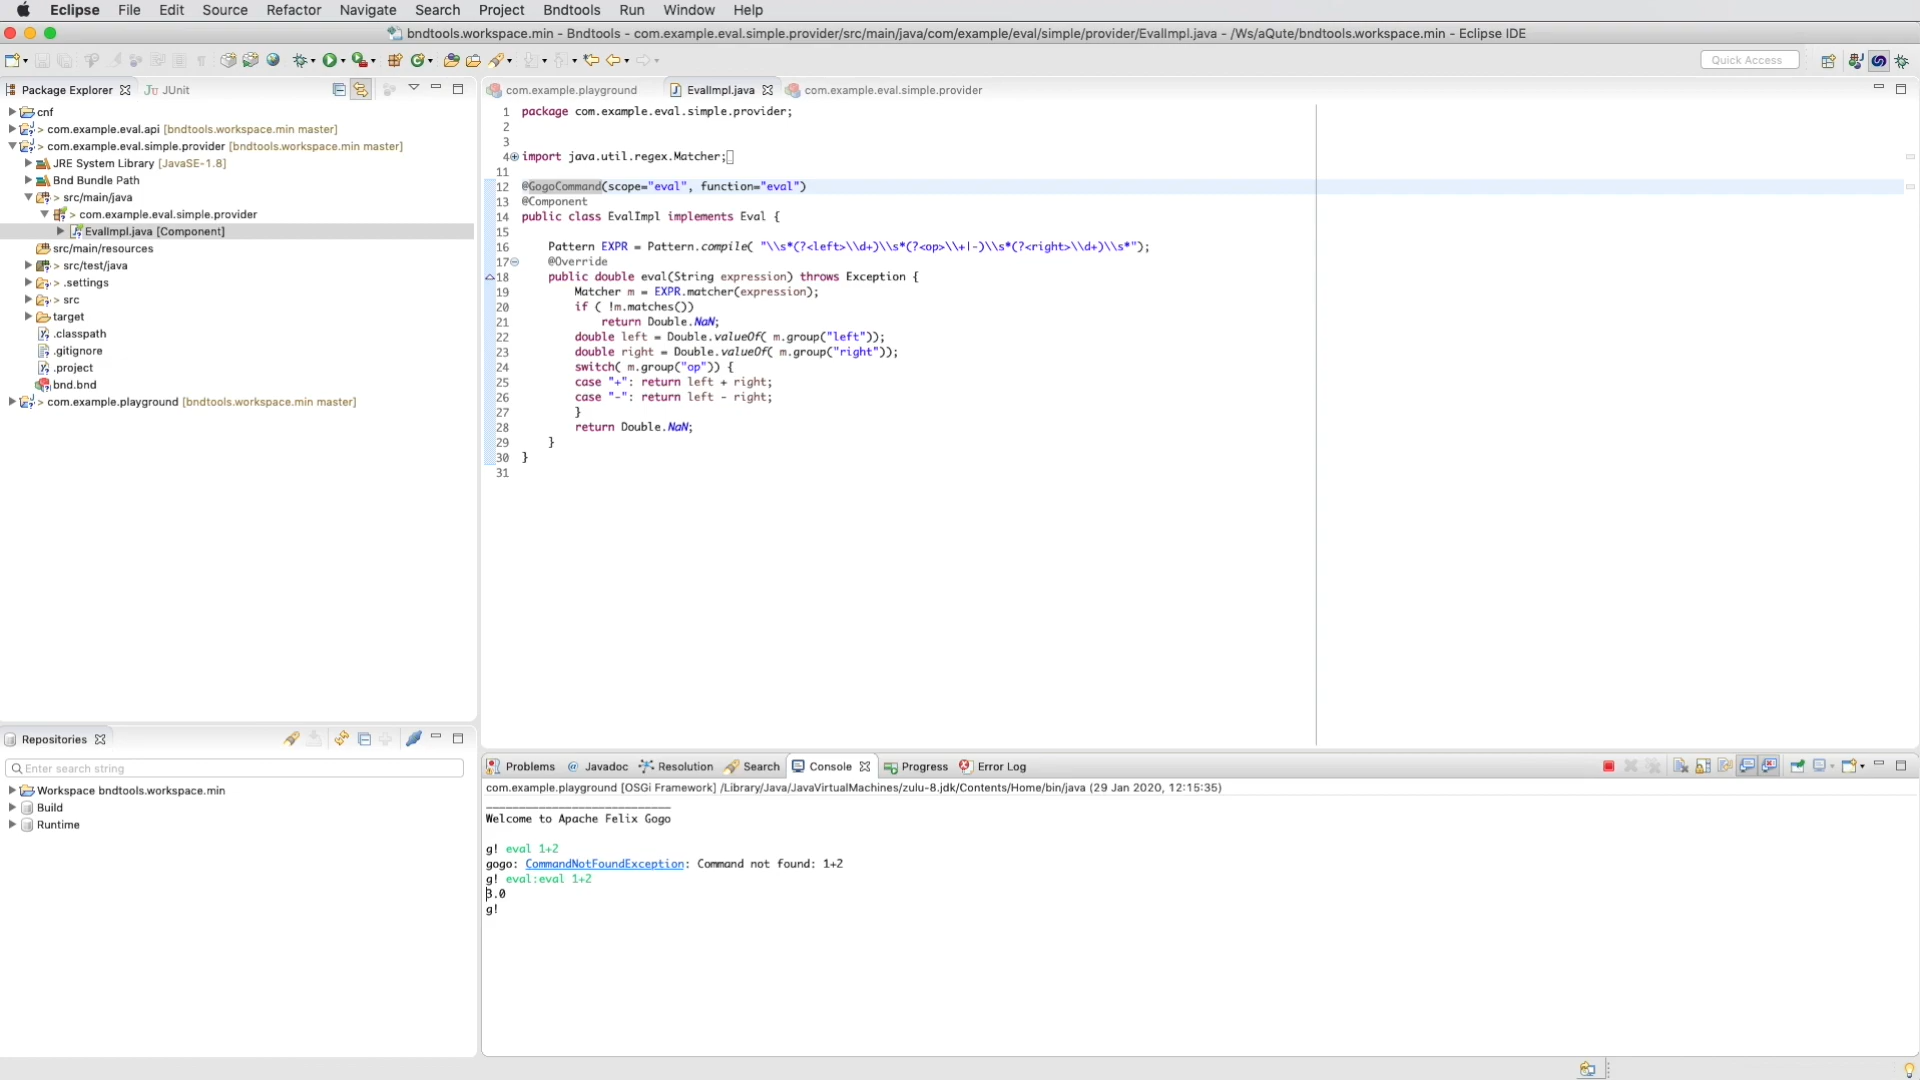 Eclipse File Edit Source Refactor Navigate Search Project Bndtools Run Window Help
bndtools.workspace.min - Bndtools - com.example.eval.simple.provider/src/main/java/com/example/eval/simple/provider/EvalImpl.java - /Ws/aQute/bndtools.workspace.min - Eclipse IDE
Quick Access
Package Explorer JUnit
cnf
> com.example.eval.api [bndtools.workspace.min master]
> com.example.eval.simple.provider [bndtools.workspace.min master]
JRE System Library [JavaSE-1.8]
Bnd Bundle Path
> src/main/java
> com.example.eval.simple.provider
EvalImpl.java [Component]
src/main/resources
> src/test/java
> .settings
> src
target
.classpath
.gitignore
.project
bnd.bnd
> com.example.playground [bndtools.workspace.min master]
com.example.playground EvalImpl.java com.example.eval.simple.provider
1 package com.example.eval.simple.provider;
2
3
4 import java.util.regex.Matcher;
11
12 @GogoCommand(scope="eval", function="eval")
13 @Component
14 public class EvalImpl implements Eval {
15
16 Pattern EXPR = Pattern.compile( "\\s*(?<left>\\d+)\\s*(?<op>\\+|-)\\s*(?<right>\\d+)\\s*");
17 @Override
18 public double eval(String expression) throws Exception {
19 Matcher m = EXPR.matcher(expression);
20 if ( !m.matches())
21 return Double.NaN;
22 double left = Double.valueOf( m.group("left"));
23 double right = Double.valueOf( m.group("right"));
24 switch( m.group("op")) {
25 case "+": return left + right;
26 case "-": return left - right;
27 }
28 return Double.NaN;
29 }
30 }
31
Repositories
Enter search string
Workspace bndtools.workspace.min
Build
Runtime
Problems @ Javadoc Resolution Search Console Progress Error Log
com.example.playground [OSGi Framework] /Library/Java/JavaVirtualMachines/zulu-8.jdk/Contents/Home/bin/java (29 Jan 2020, 12:15:35)
____________________________
Welcome to Apache Felix Gogo
g! eval 1+2
gogo: CommandNotFoundException: Command not found: 1+2
g! eval:eval 1+2
3.0
g!